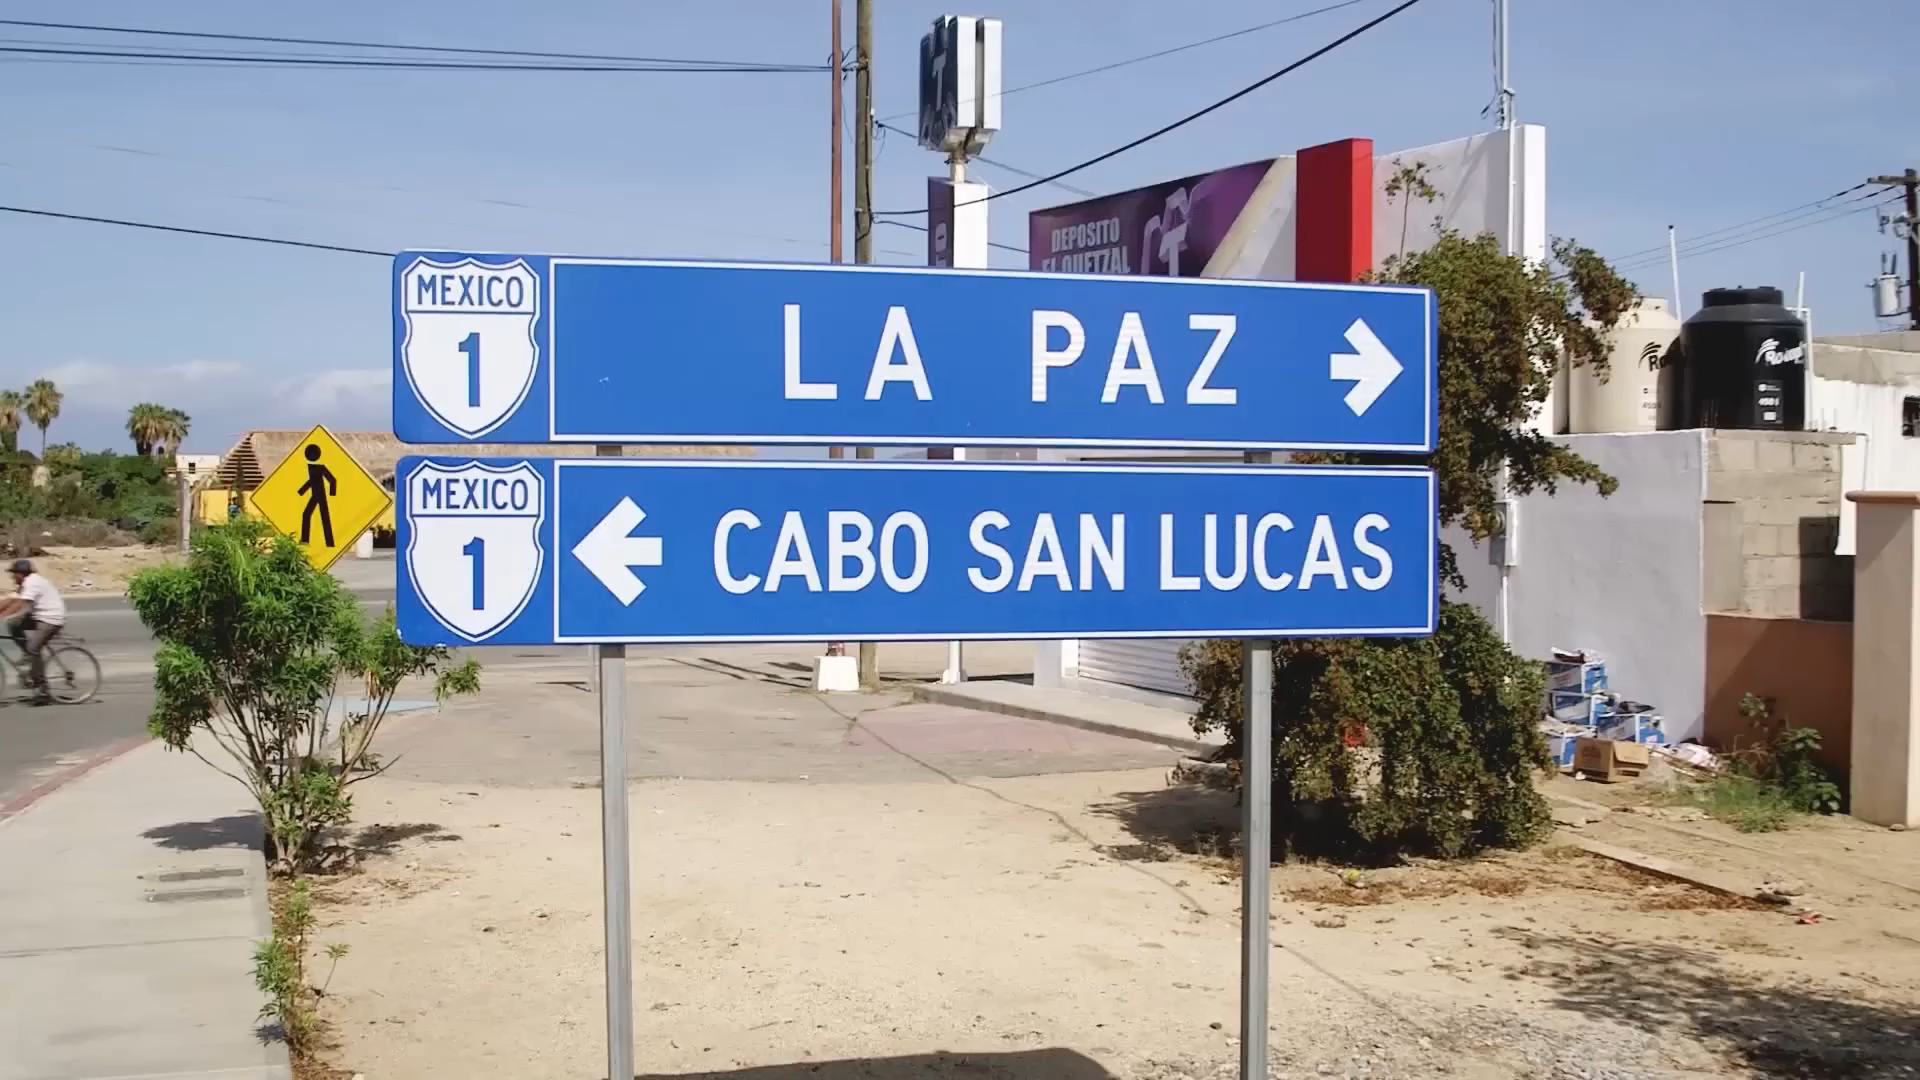 DEPOSITO
EL QUETZAL
MEXICO
1
LA PAZ
MEXICO
1
CABO SAN LUCAS